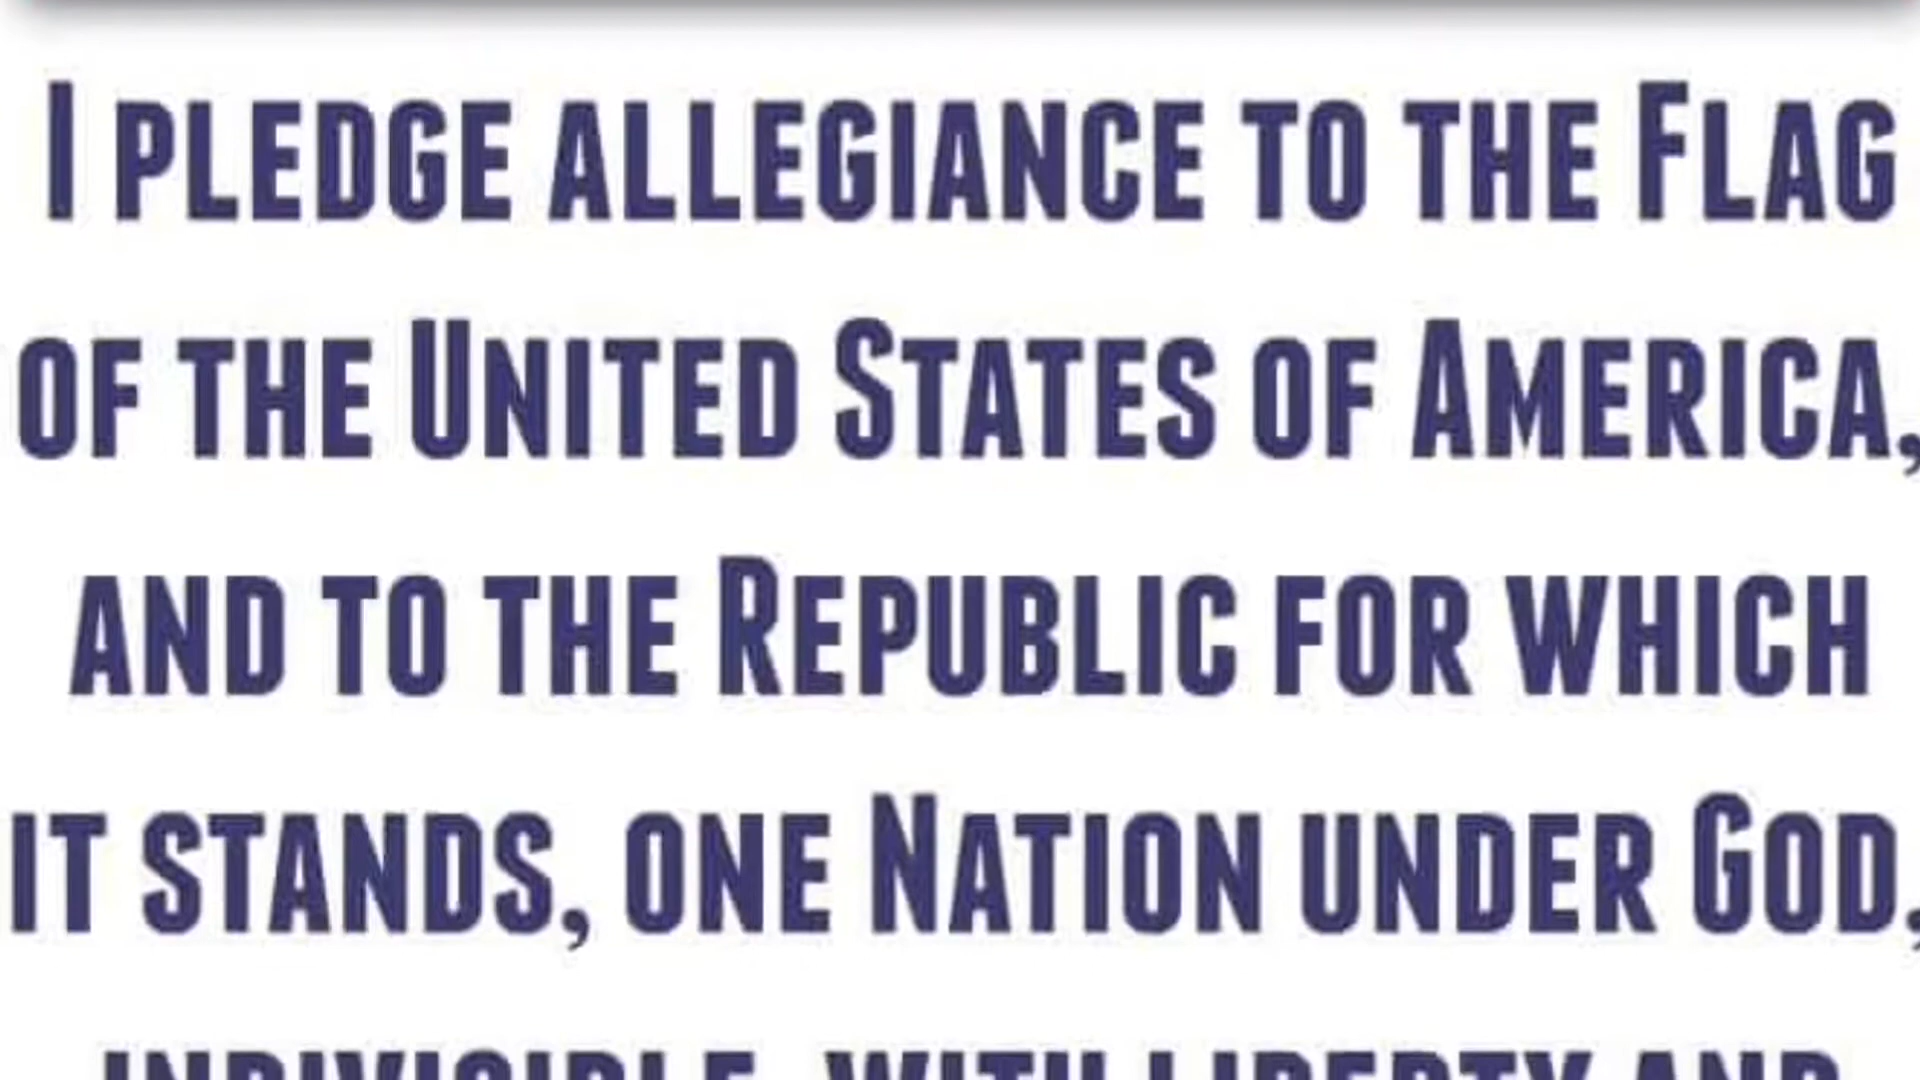 I PLEDGE ALLEGIANCE TO THE FLAG
OF THE UNITED STATES OF AMERICA,
AND TO THE REPUBLIC FOR WHICH
IT STANDS, ONE NATION UNDER GOD,
INDIVISIBLE, WITH LIBERTY AND